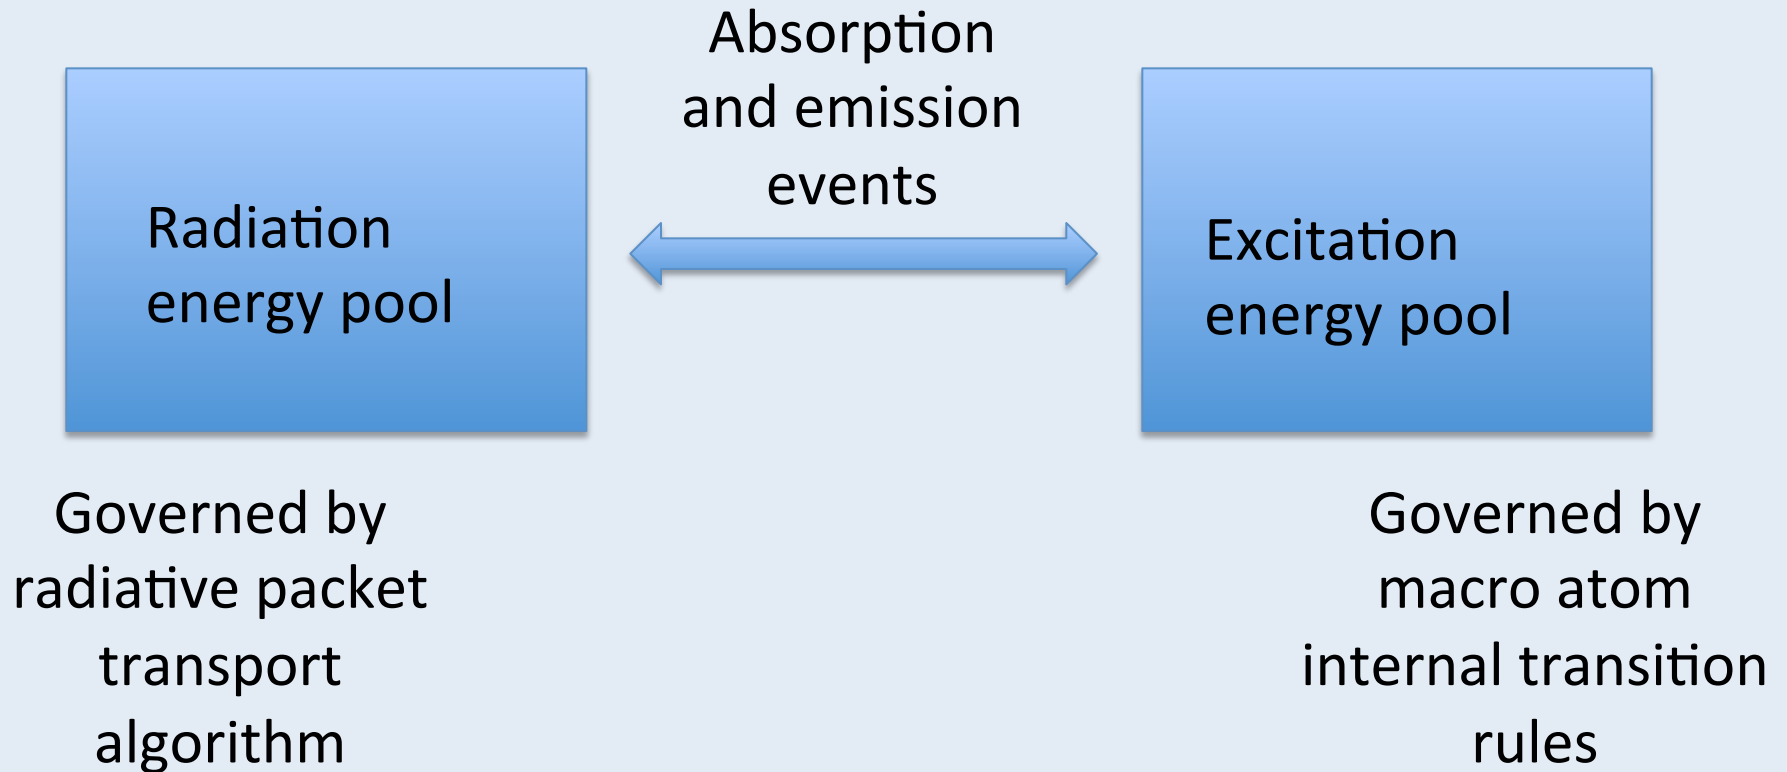 Absorption
and emission
events
Radiation
energy pool
Excitation
energy pool
Governed by
radiative packet
transport
algorithm
Governed by
macro atom
internal transition
rules